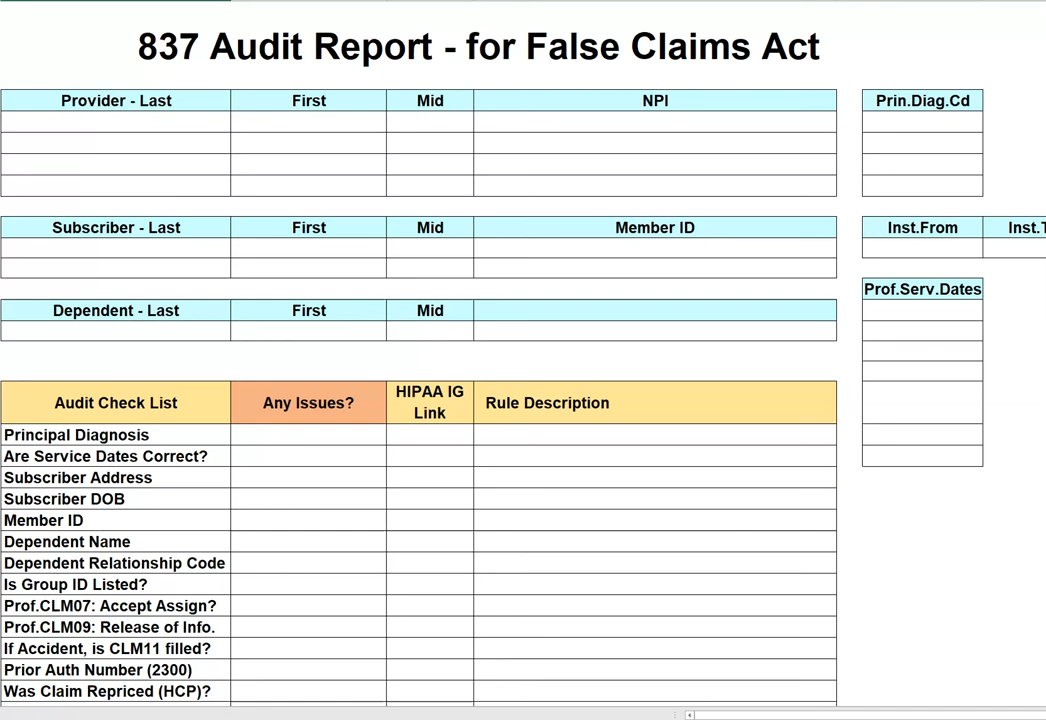 837 Audit Report - for False Claims Act
Provider - Last First Mid NPI Prin.Diag.Cd
Subscriber - Last First Mid Member ID Inst.From
Prof.Serv.Dates
Dependent - Last First Mid
Audit Check List Any Issues? HIPAA IG Link Rule Description
Principal Diagnosis
Are Service Dates Correct?
Subscriber Address
Subscriber DOB
Member ID
Dependent Name
Dependent Relationship Code
Is Group ID Listed?
Prof.CLM07: Accept Assign?
Prof.CLM09: Release of Info.
If Accident, is CLM11 filled?
Prior Auth Number (2300)
Was Claim Repriced (HCP)?